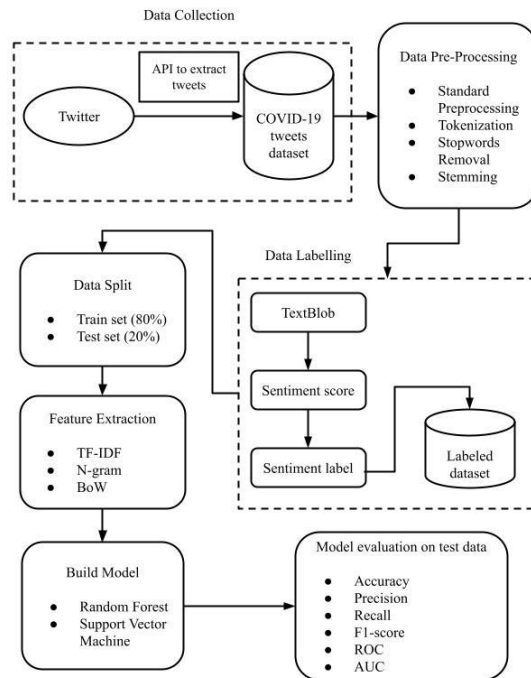 Data Collection
API to extract
tweets
Twitter
COVID-19
tweets
dataset
Data Pre-Processing
● Standard
Preprocessing
● Tokenization
● Stopwords
Removal
● Stemming
Data Labelling
TextBlob
Sentiment score
Sentiment label
Labeled
dataset
Data Split
● Train set (80%)
● Test set (20%)
Feature Extraction
● TF-IDF
● N-gram
● BoW
Build Model
● Random Forest
● Support Vector
Machine
Model evaluation on test data
● Accuracy
● Precision
● Recall
● F1-score
● ROC
● AUC